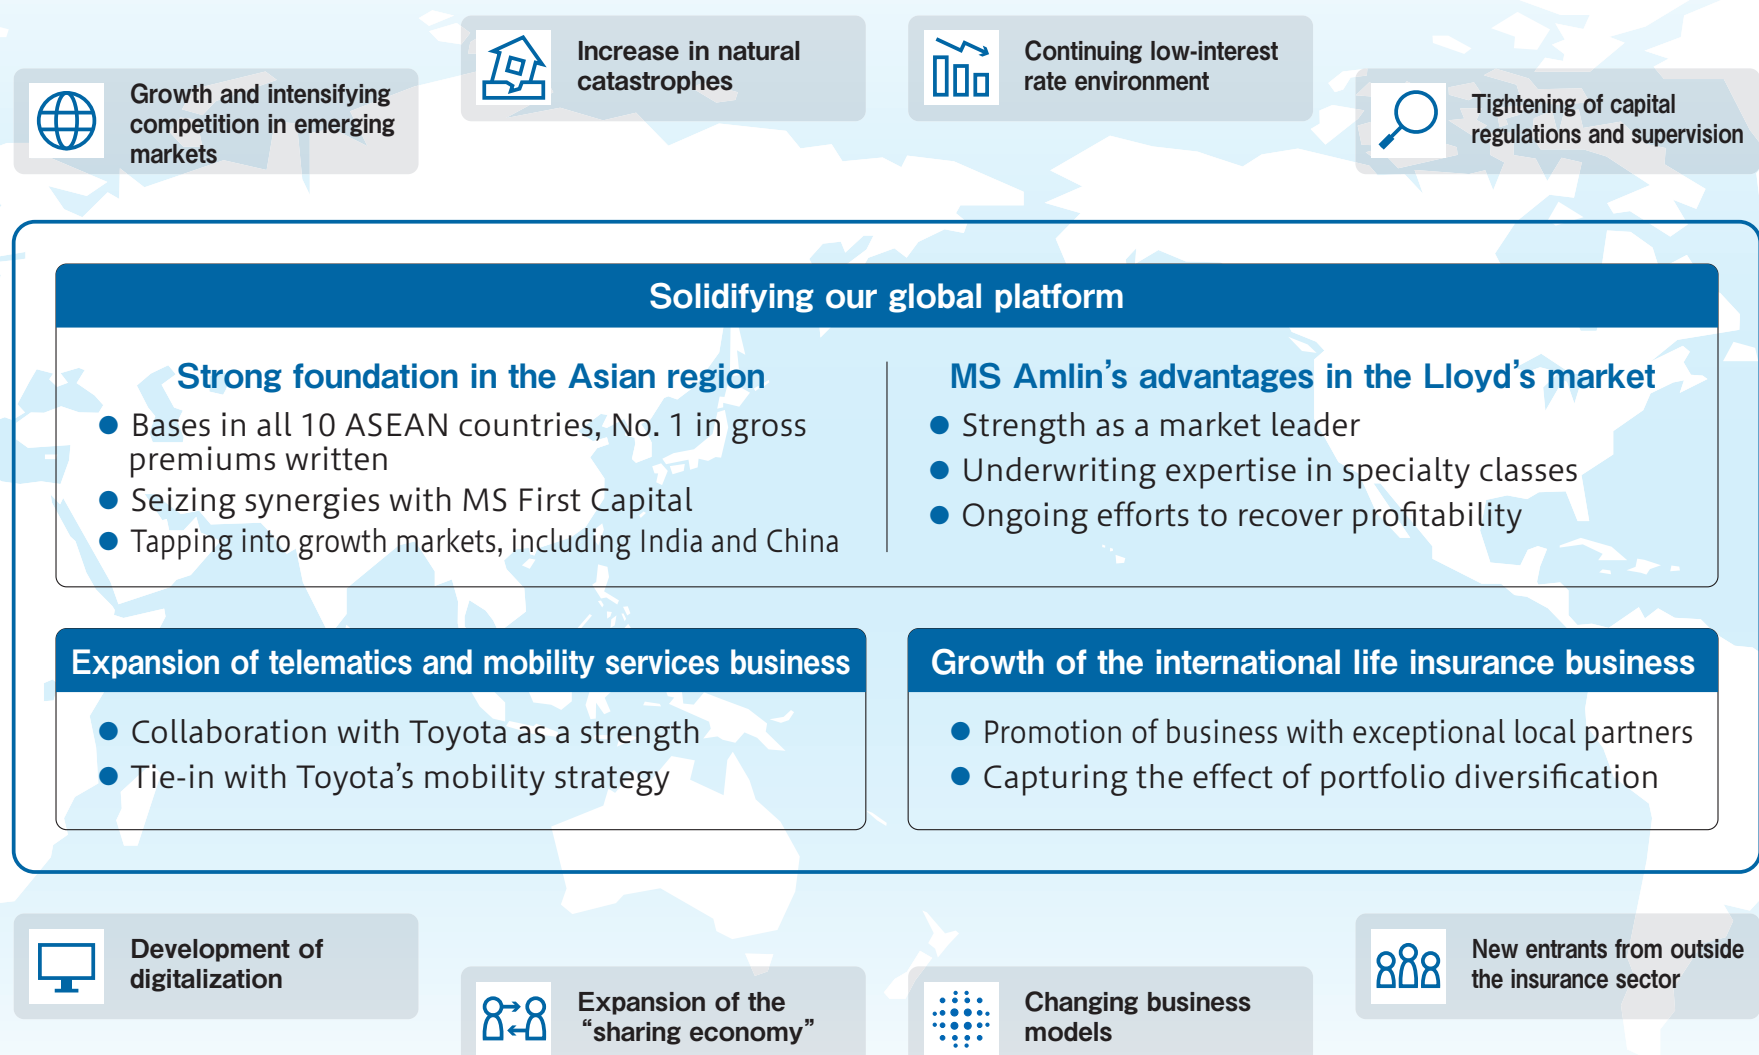 Growth and intensifying
competition in emerging
markets
Increase in natural
catastrophes
Continuing low-interest
rate environment
Tightening of capital
regulations and supervision
Solidifying our global platform
Strong foundation in the Asian region
● Bases in all 10 ASEAN countries, No. 1 in gross
premiums written
● Seizing synergies with MS First Capital
● Tapping into growth markets, including India and China
MS Amlin's advantages in the Lloyd's market
● Strength as a market leader
● Underwriting expertise in specialty classes
● Ongoing efforts to recover profitability
Expansion of telematics and mobility services business
● Collaboration with Toyota as a strength
● Tie-in with Toyota's mobility strategy
Growth of the international life insurance business
● Promotion of business with exceptional local partners
● Capturing the effect of portfolio diversification
Development of
digitalization
Expansion of the
“sharing economy”
Changing business
models
New entrants from outside
the insurance sector